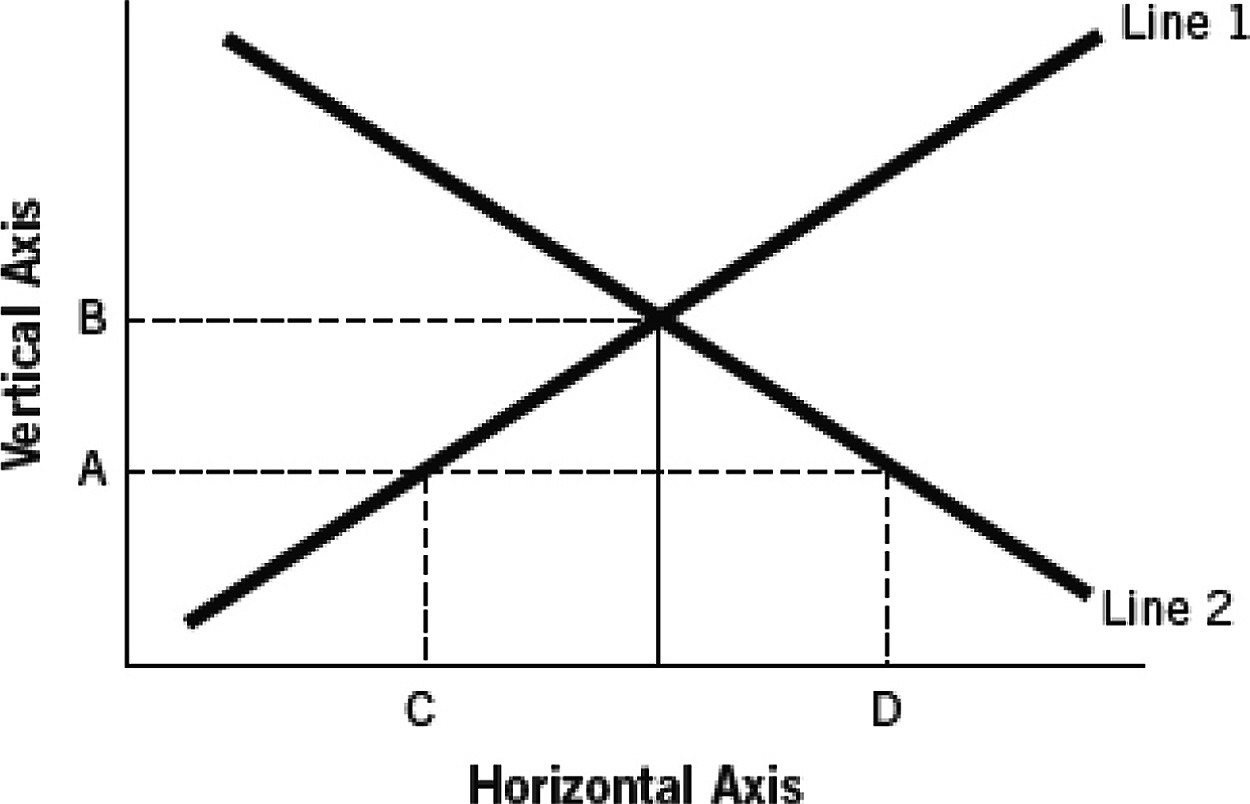 Line 1
Vertical Axis
B
A
Line 2
C
D
Horizontal Axis